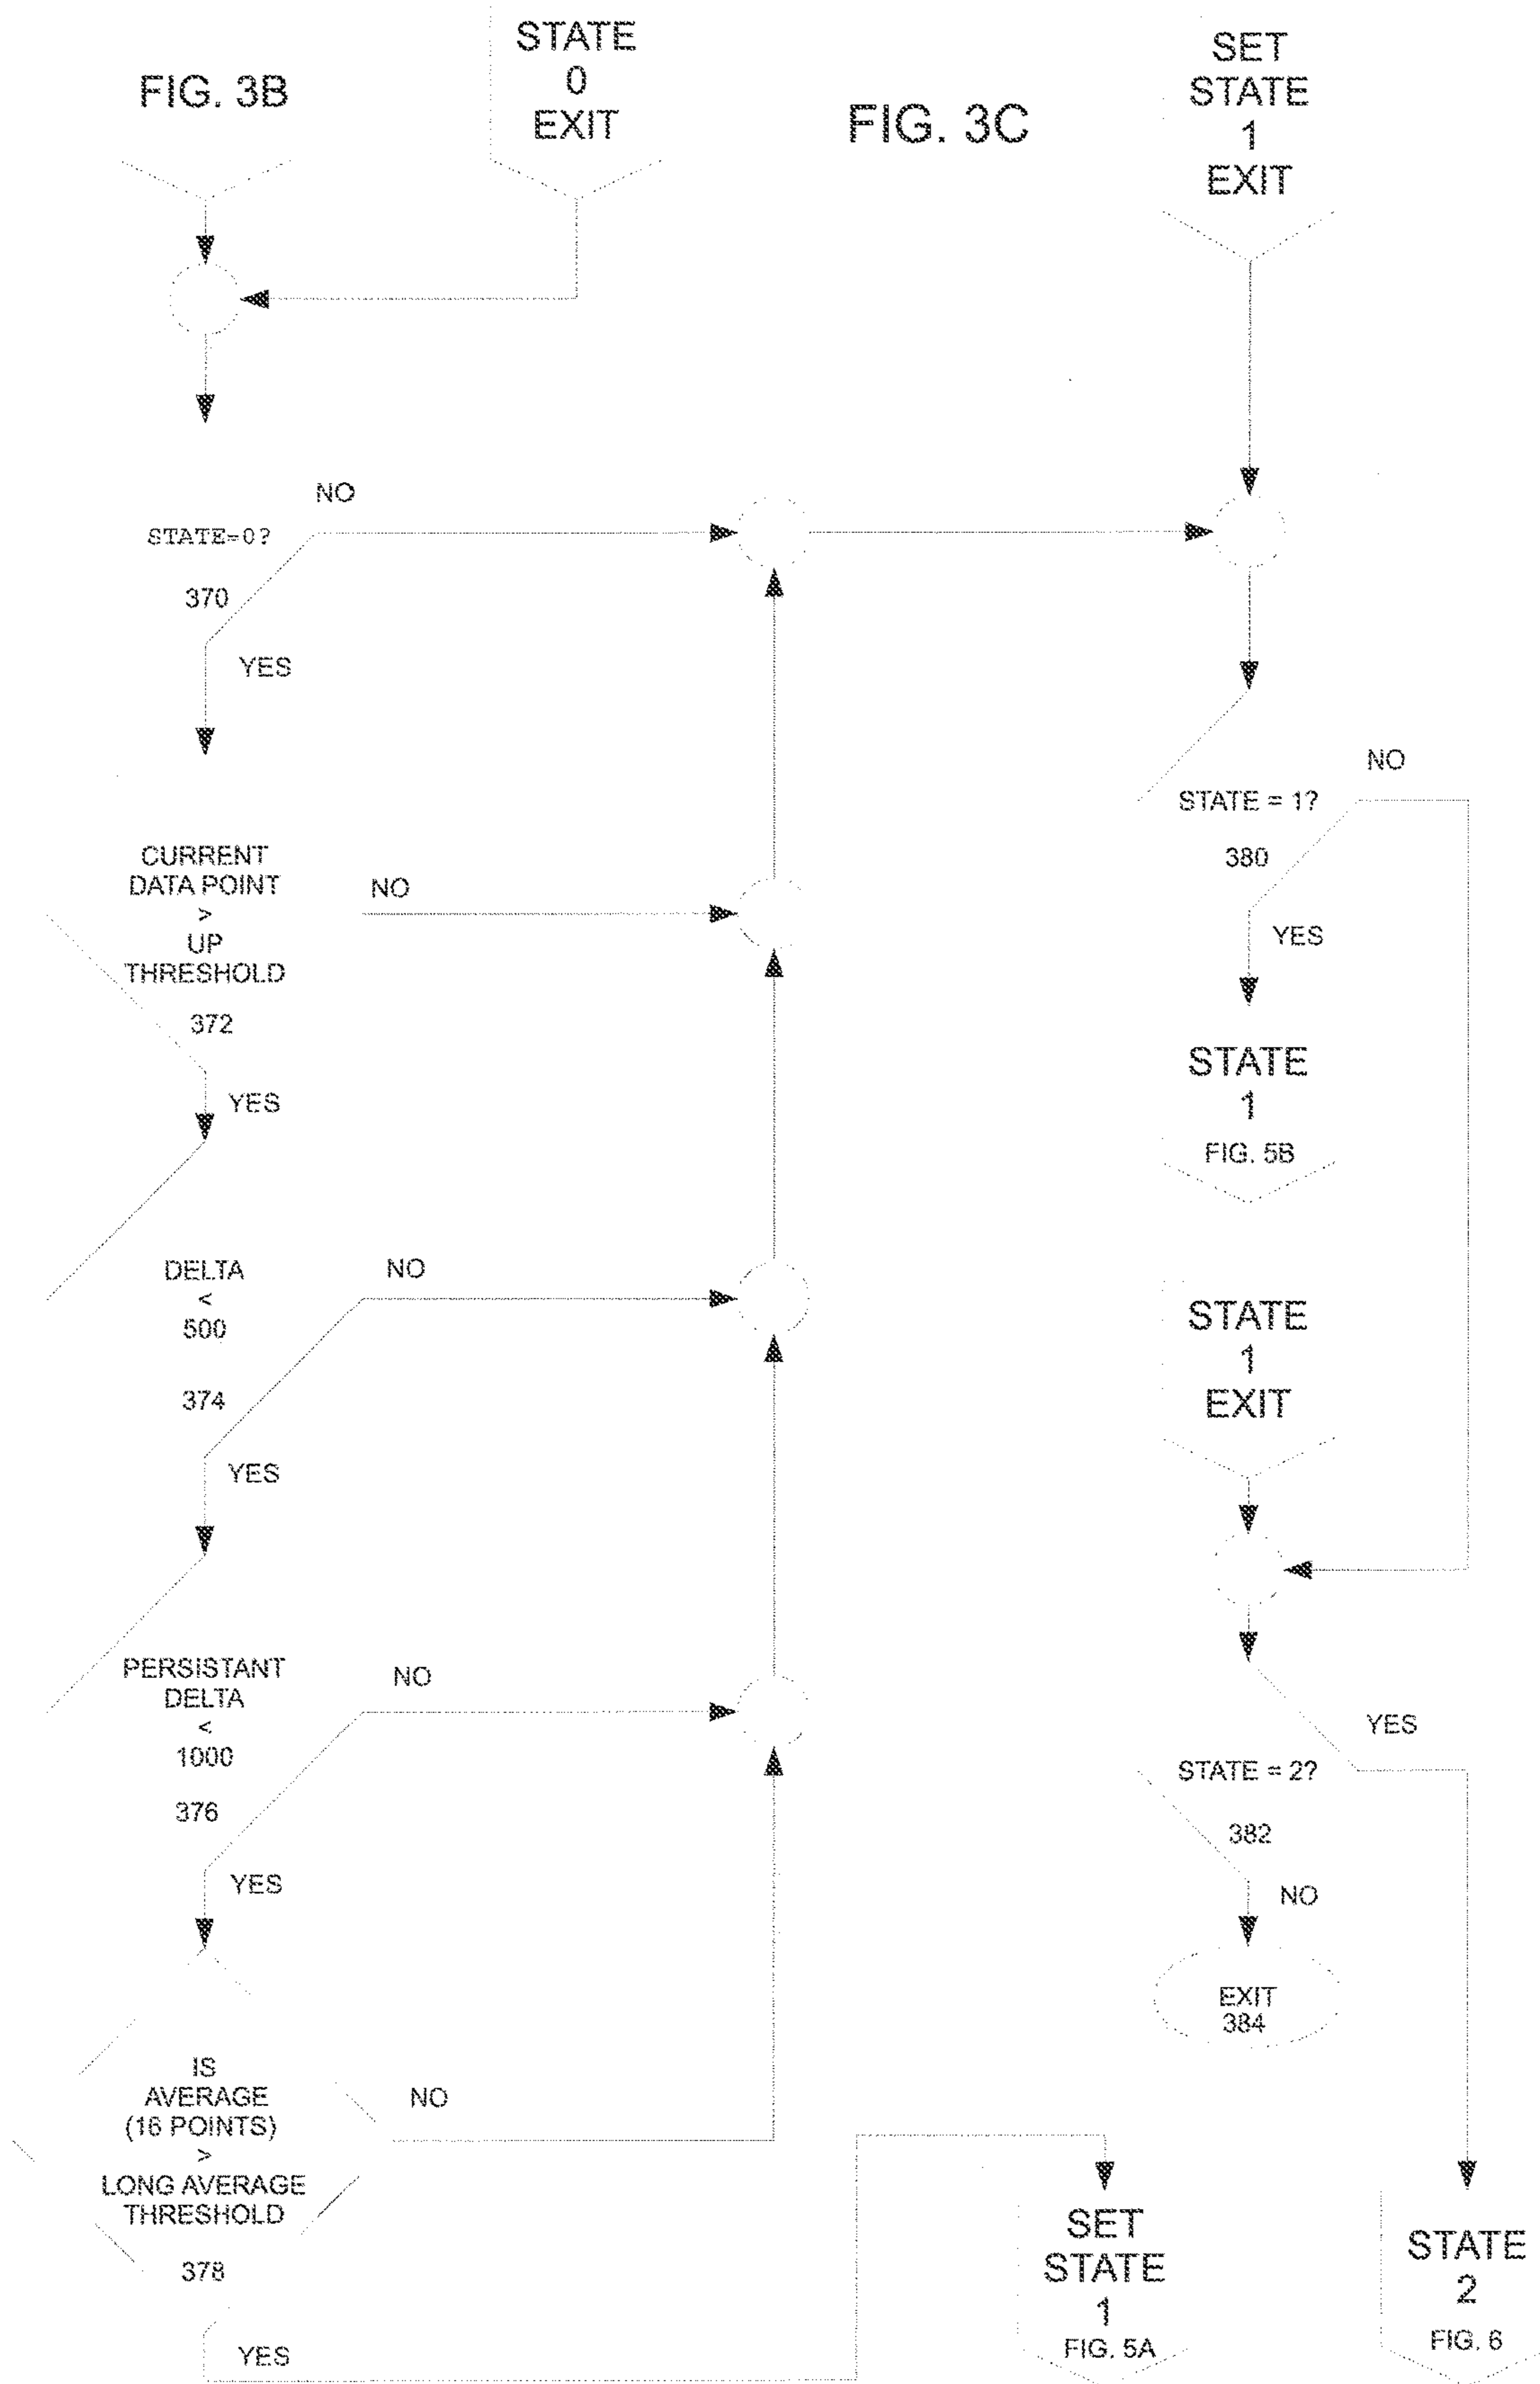 FIG. 3B
STATE
0
EXIT
FIG. 3C
SET
STATE
1
EXIT
NO
STATE=0?
370
YES
CURRENT
DATA POINT
>
UP
THRESHOLD
372
NO
YES
DELTA
<
500
374
NO
YES
PERSISTANT
DELTA
<
1000
376
NO
YES
IS
AVERAGE
(16 POINTS)
>
LONG AVERAGE
THRESHOLD
378
NO
YES
NO
STATE = 1?
380
YES
STATE
1
FIG. 5B
STATE
1
EXIT
YES
STATE = 2?
382
NO
EXIT
384
SET
STATE
1
FIG. 5A
STATE
2
FIG. 6